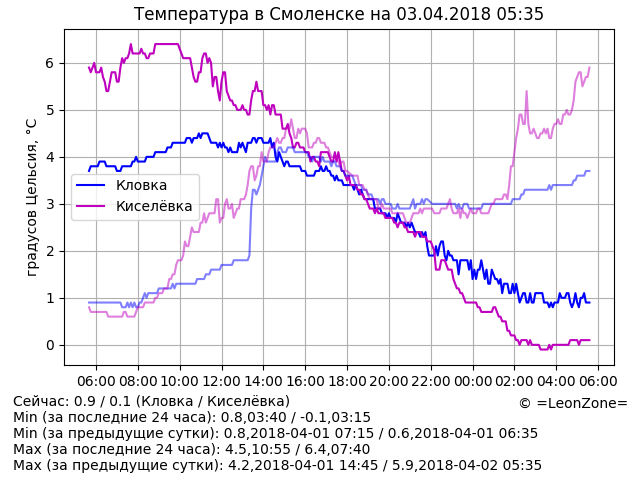 Температура в Смоленске на 03.04.2018 05:35
градусов Цельсия, °C
6
5
4
3
2
1
0
Кловка
Киселёвка
06:00 08:00 10:00 12:00 14:00 16:00 18:00 20:00 22:00 00:00 02:00 04:00 06:00
Сейчас: 0.9 / 0.1 (Кловка / Киселёвка)
© =LeonZone=
Min (за последние 24 часа): 0.8,03:40 / -0.1,03:15
Min (за предыдущие сутки): 0.8,2018-04-01 07:15 / 0.6,2018-04-01 06:35
Max (за последние 24 часа): 4.5,10:55 / 6.4,07:40
Max (за предыдущие сутки): 4.2,2018-04-01 14:45 / 5.9,2018-04-02 05:35